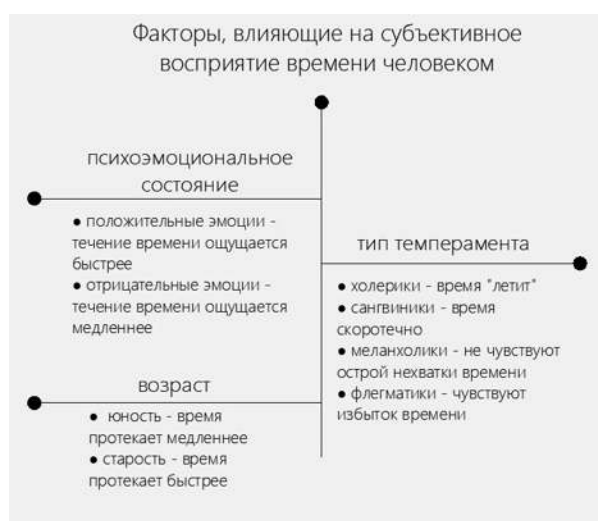 Факторы, влияющие на субъективное
восприятие времени человеком
психоэмоциональное
состояние
● положительные эмоции -
течение времени ощущается
быстрее
● отрицательные эмоции -
течение времени ощущается
медленнее
тип темперамента
● холерики - время "летит"
● сангвиники - время
скоротечно
● меланхолики - не чувствуют
острой нехватки времени
● флегматики - чувствуют
избыток времени
возраст
● юность - время
протекает медленнее
● старость - время
протекает быстрее